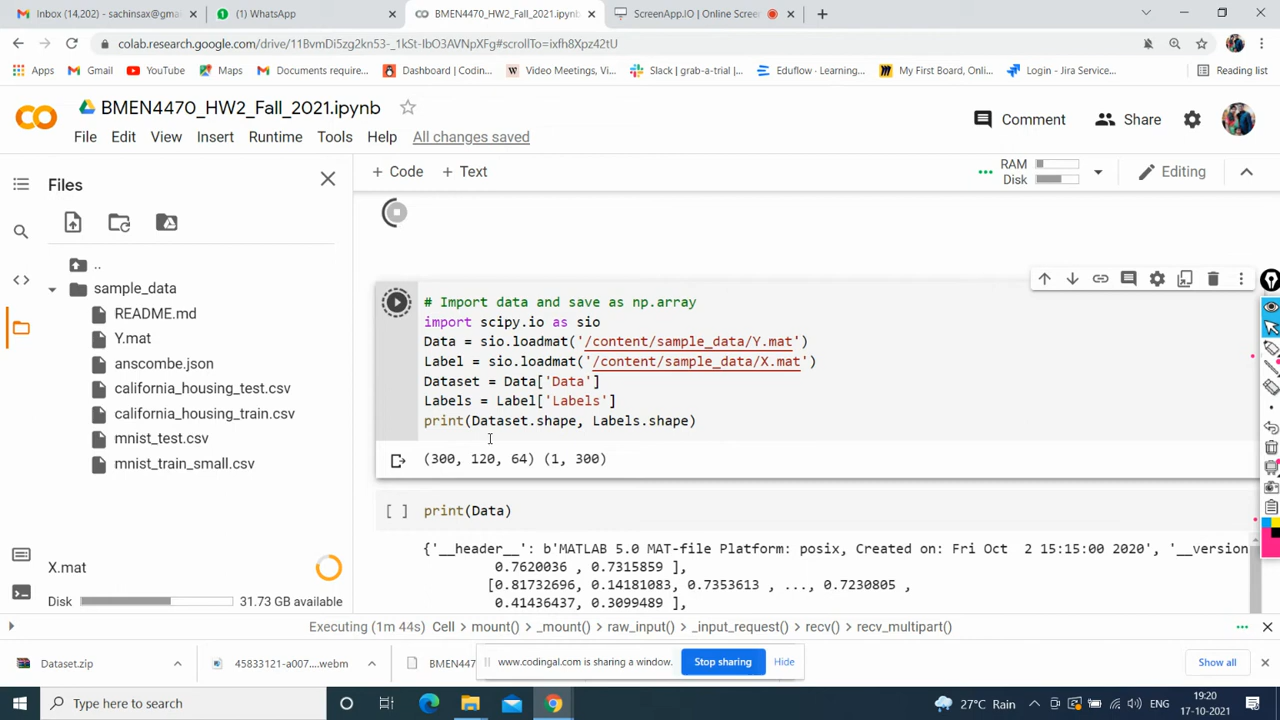 Inbox (14,202) - sachinsax@gmai
(1) WhatsApp
BMEN4470_HW2_Fall_2021.ipynb
ScreenApp.IO | Online Screen
colab.research.google.com/drive/11BvmDi5zg2kn53-_1kSt-IbO3AVNpXFg#scrollTo=ixfh8Xpz42tU
Apps
Gmail
YouTube
Maps
Documents require...
Dashboard | Codin...
Video Meetings, Vi...
Slack | grab-a-trial |...
Eduflow - Learning...
My First Board, Onl...
Login - Jira Service...
Reading list
BMEN4470_HW2_Fall_2021.ipynb
Comment
Share
File Edit View Insert Runtime Tools Help All changes saved
Files
+ Code + Text
RAM
Disk
Editing
..
sample_data
README.md
Y.mat
anscombe.json
california_housing_test.csv
california_housing_train.csv
mnist_test.csv
mnist_train_small.csv
X.mat
Disk 31.73 GB available
# Import data and save as np.array
import scipy.io as sio
Data = sio.loadmat('/content/sample_data/Y.mat')
Label = sio.loadmat('/content/sample_data/X.mat')
Dataset = Data['Data']
Labels = Label['Labels']
print(Dataset.shape, Labels.shape)
(300, 120, 64) (1, 300)
[ ] print(Data)
{'__header__': b'MATLAB 5.0 MAT-file Platform: posix, Created on: Fri Oct  2 15:15:00 2020', '__version
0.7620036 , 0.7315859 ],
[0.81732696, 0.14181083, 0.7353613 , ..., 0.7230805 ,
0.41436437, 0.3099489 ],
Executing (1m 44s) Cell > mount() > _mount() > raw_input() > _input_request() > recv() > recv_multipart()
Dataset.zip
45833121-a007....webm
BMEN447
www.codingal.com is sharing a window.
Stop sharing
Hide
Show all
Type here to search
27°C Rain
ENG
19:20
17-10-2021